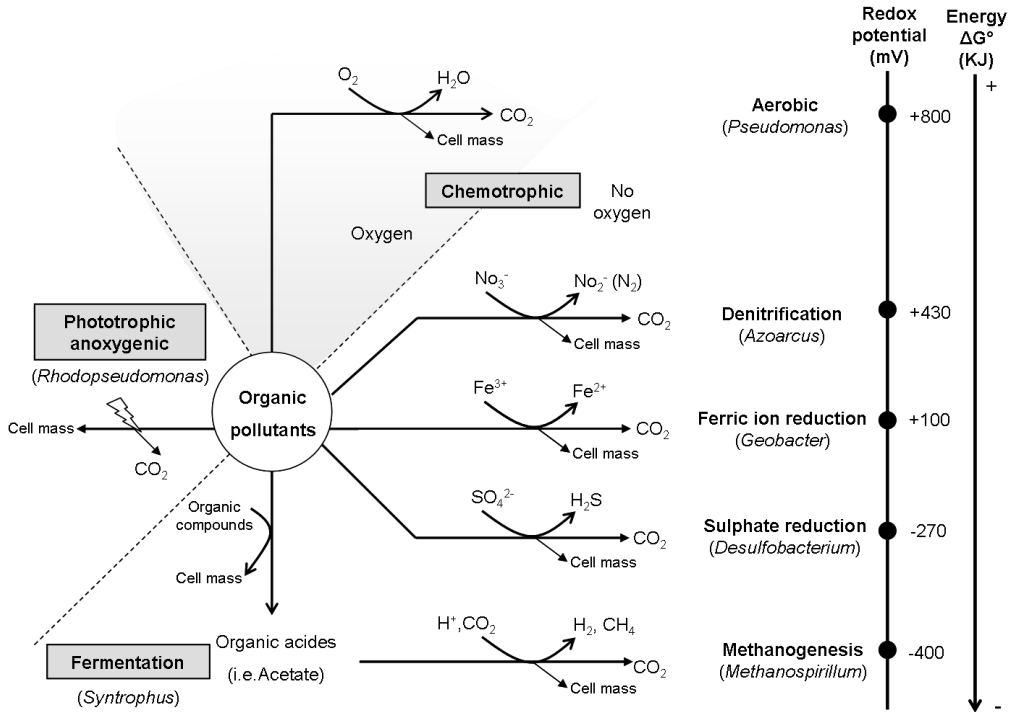 Redox
potential
(mV)
Energy
ΔG°
(KJ)
+
O₂
H₂O
CO₂
Cell mass
Aerobic
(Pseudomonas)
+800
Chemotrophic
No
oxygen
Oxygen
No₃⁻
No₂⁻ (N₂)
CO₂
Cell mass
Denitrification
(Azoarcus)
+430
Phototrophic
anoxygenic
(Rhodopseudomonas)
Cell mass
CO₂
Organic
pollutants
Fe³⁺
Fe²⁺
CO₂
Cell mass
Ferric ion reduction
(Geobacter)
+100
SO₄²⁻
H₂S
CO₂
Cell mass
Sulphate reduction
(Desulfobacterium)
-270
Organic
compounds
Cell mass
Organic acides
(i.e.Acetate)
Fermentation
(Syntrophus)
H⁺,CO₂
H₂, CH₄
CO₂
Cell mass
Methanogenesis
(Methanospirillum)
-400
-